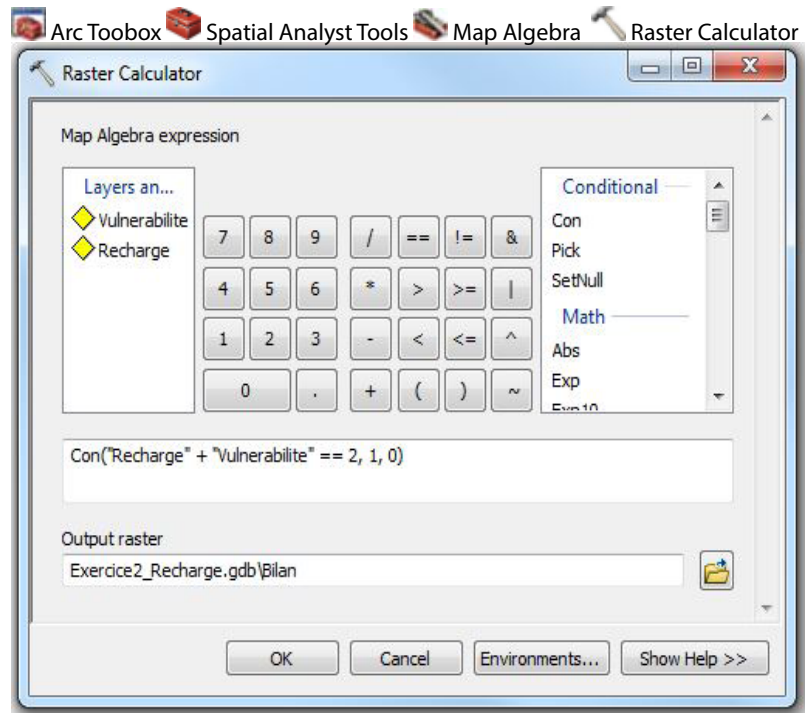 Arc Toobox Spatial Analyst Tools Map Algebra Raster Calculator
Raster Calculator
Map Algebra expression
Layers an...
Vulnerabilite
Recharge
7 8 9 / == != &
4 5 6 * > >= |
1 2 3 - < <= ^
0 . + ( ) ~
Conditional
Con
Pick
SetNull
Math
Abs
Exp
Exp10
Con("Recharge" + "Vulnerabilite" == 2, 1, 0)
Output raster
Exercice2_Recharge.gdb\Bilan
OK Cancel Environments... Show Help >>